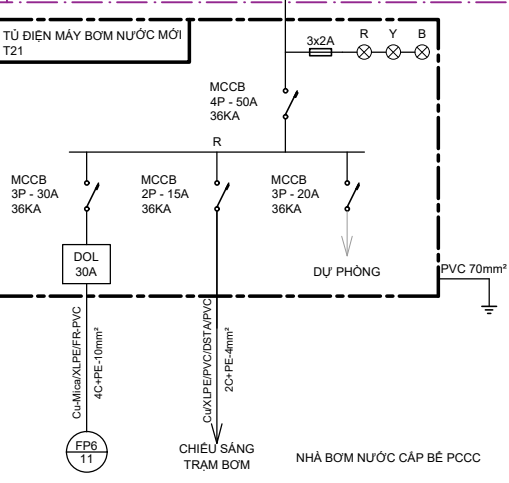 TỦ ĐIỆN MÁY BƠM NƯỚC MỚI
T21
3x2A
R
Y
B
MCCB
4P - 50A
36KA
R
MCCB
3P - 30A
36KA
MCCB
2P - 15A
36KA
MCCB
3P - 20A
36KA
DOL
30A
DỰ PHÒNG
PVC 70mm²
Cu-Mica/XLPE/FR-PVC
4C+PE-10mm²
Cu/XLPE/PVC/DSTA/PVC
2C+PE-4mm²
FP6
11
CHIẾU SÁNG
TRẠM BƠM
NHÀ BƠM NƯỚC CẤP BỂ PCCC